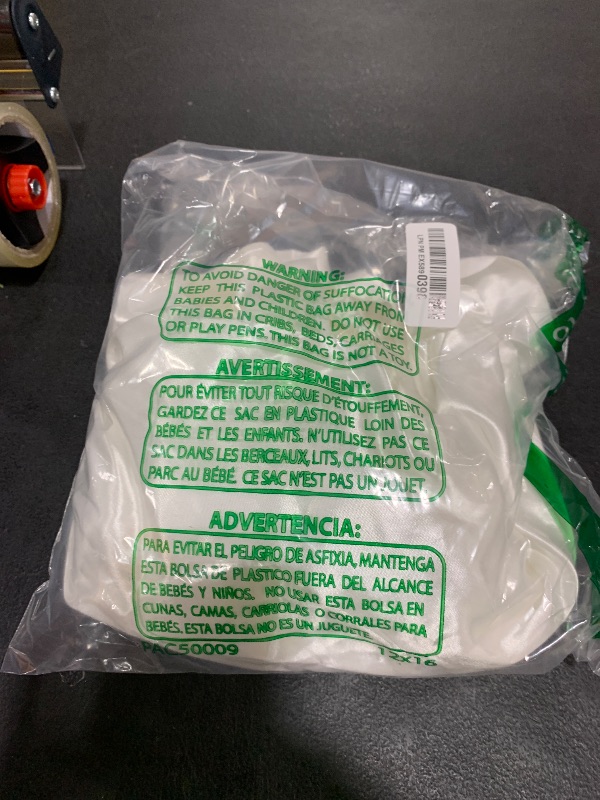 WARNING:
TO AVOID DANGER OF SUFFOCATION
KEEP THIS PLASTIC BAG AWAY FROM
BABIES AND CHILDREN. DO NOT USE
THIS BAG IN CRIBS, BEDS, CARRIAGES
OR PLAY PENS. THIS BAG IS NOT A TOY.
AVERTISSEMENT:
POUR ÉVITER TOUT RISQUE D'ÉTOUFFEMENT,
GARDEZ CE SAC EN PLASTIQUE LOIN DES
BÉBÉS ET LES ENFANTS. N'UTILISEZ PAS CE
SAC DANS LES BERCEAUX, LITS, CHARIOTS OU
PARC AU BÉBÉ. CE SAC N'EST PAS UN JOUET.
ADVERTENCIA:
PARA EVITAR EL PELIGRO DE ASFIXIA, MANTENGA
ESTA BOLSA DE PLASTICO FUERA DEL ALCANCE
DE BEBÉS Y NIÑOS. NO USAR ESTA BOLSA EN
CUNAS, CAMAS, CARRIOLAS O CORRALES PARA
BEBÉS. ESTA BOLSA NO ES UN JUGUETE
PAC50009 12X16